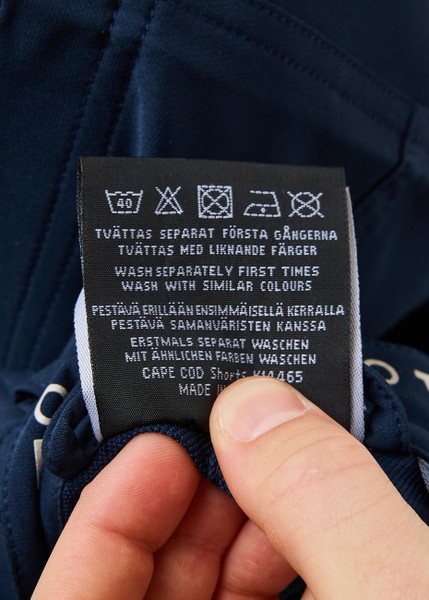 40
TVÄTTAS SEPARAT FÖRSTA GÅNGERNA
TVÄTTAS MED LIKNANDE FÄRGER
WASH SEPARATELY FIRST TIMES
WASH WITH SIMILAR COLOURS
PESTÄVÄ ERILLÄÄN ENSIMMÄISELLÄ KERRALLA
PESTÄVÄ SAMANVÄRISTEN KANSSA
ERSTMALS SEPARAT WASCHEN
MIT ÄHNLICHEN FARBEN WASCHEN
CAPE COD Shorts
MADE